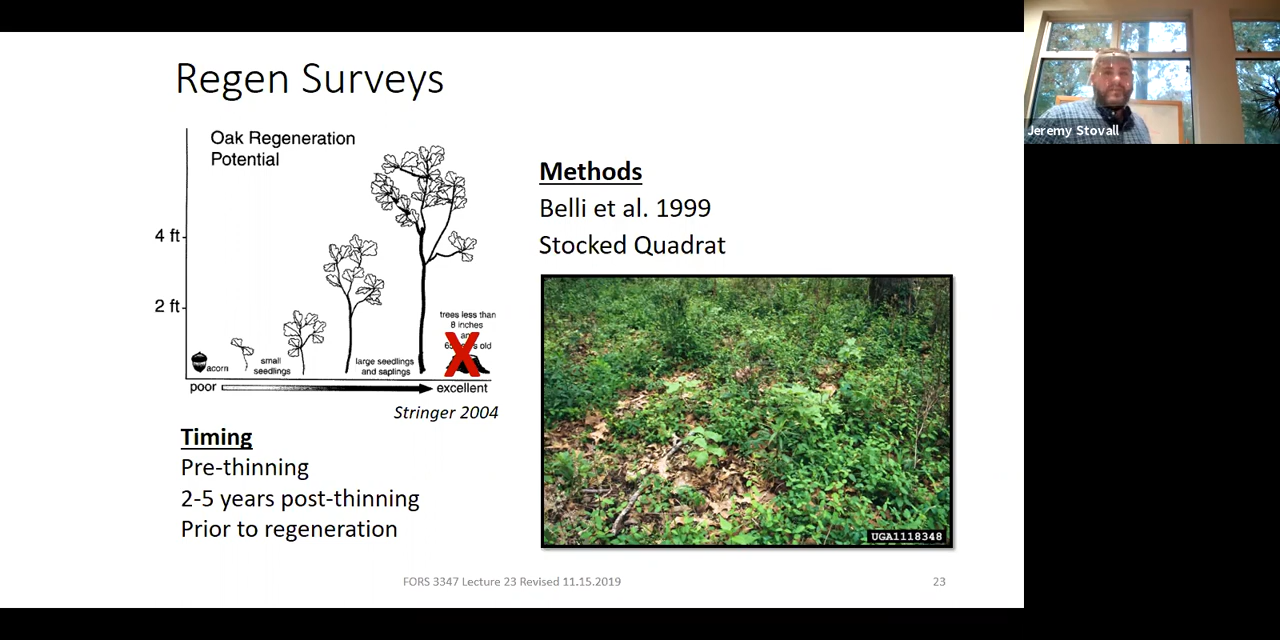 Regen Surveys
Oak Regeneration
Potential
4 ft
2 ft
acorn
small
seedlings
large seedlings
and saplings
trees less than
8 inches
old
poor
excellent
Stringer 2004
Timing
Pre-thinning
2-5 years post-thinning
Prior to regeneration
Methods
Belli et al. 1999
Stocked Quadrat
UGA1118348
FORS 3347 Lecture 23 Revised 11.15.2019
23
Jeremy Stovall